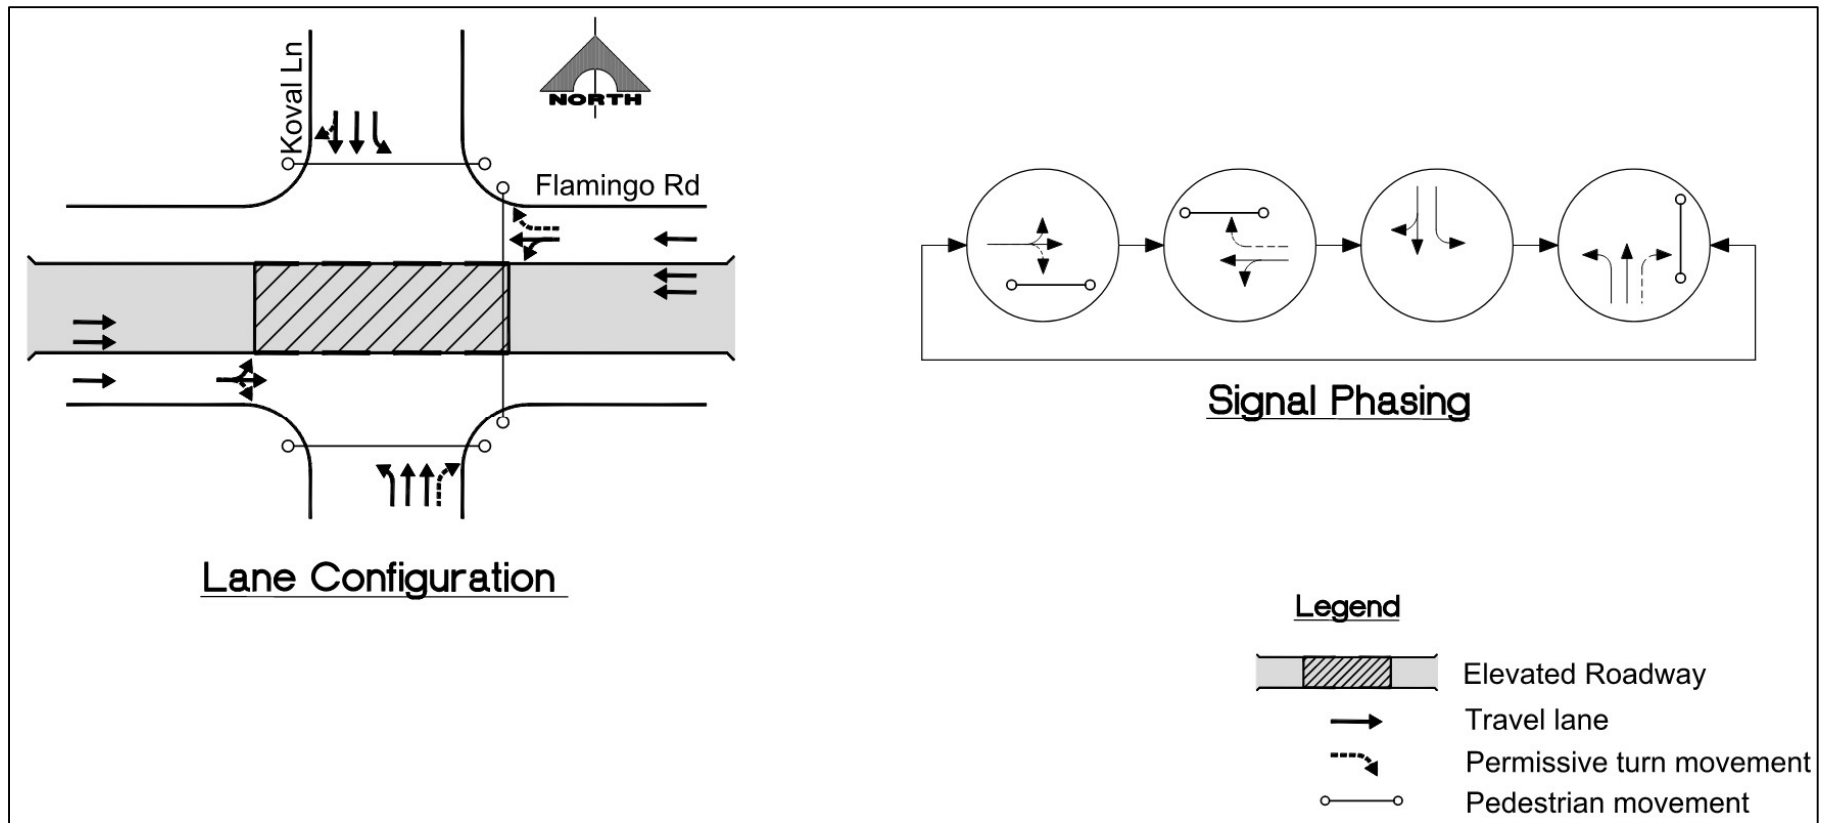 Koval Ln
NORTH
Flamingo Rd
Lane Configuration
Signal Phasing
Legend
Elevated Roadway
Travel lane
Permissive turn movement
Pedestrian movement